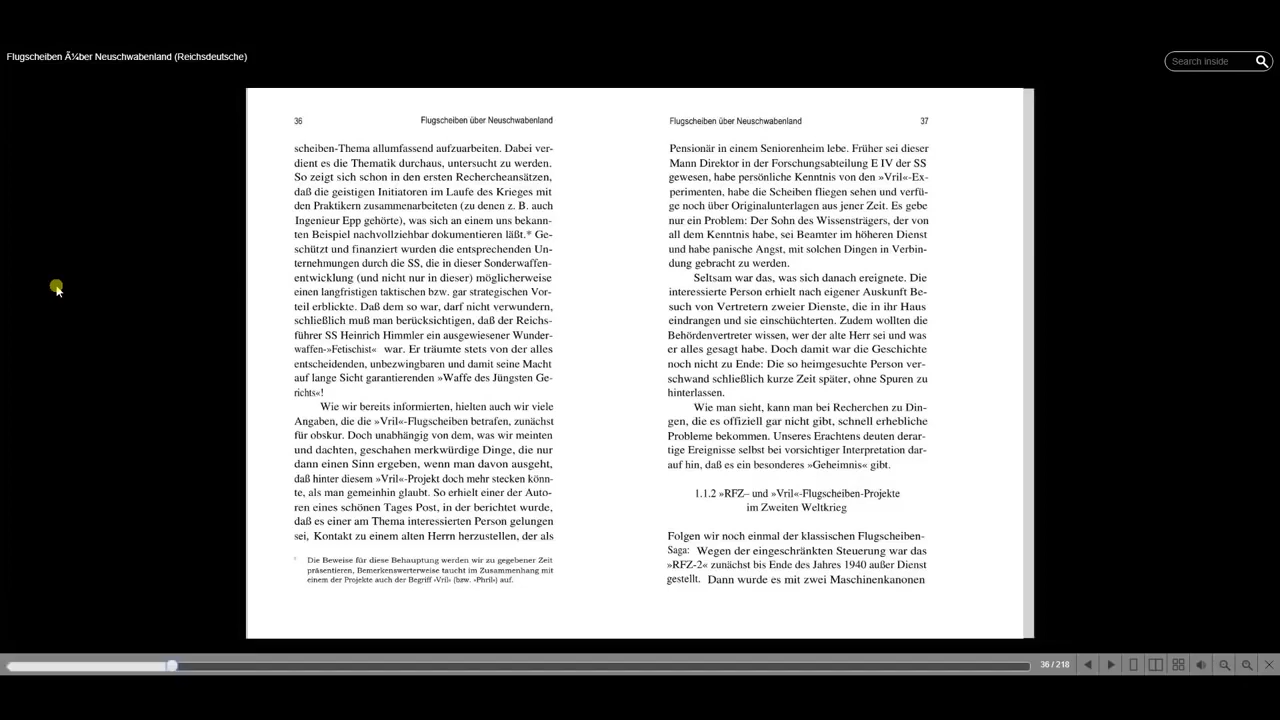 Flugscheiben Ã¼ber Neuschwabenland (Reichsdeutsche)
Search inside
36 Flugscheiben über Neuschwabenland
scheiben-Thema allumfassend aufzuarbeiten. Dabei ver-
dient es die Thematik durchaus, untersucht zu werden.
So zeigt sich schon in den ersten Rechercheansätzen,
daß die geistigen Initiatoren im Laufe des Krieges mit
den Praktikern zusammenarbeiteten (zu denen z. B. auch
Ingenieur Epp gehörte), was sich an einem uns bekann-
ten Beispiel nachvollziehbar dokumentieren läßt.* Ge-
schützt und finanziert wurden die entsprechenden Un-
ternehmungen durch die SS, die in dieser Sonderwaffen-
entwicklung (und nicht nur in dieser) möglicherweise
einen langfristigen taktischen bzw. gar strategischen Vor-
teil erblickte. Daß dem so war, darf nicht verwundern,
schließlich muß man berücksichtigen, daß der Reichs-
führer SS Heinrich Himmler ein ausgewiesener Wunder-
waffen-»Fetischist« war. Er träumte stets von der alles
entscheidenden, unbezwingbaren und damit seine Macht
auf lange Sicht garantierenden »Waffe des Jüngsten Ge-
richts«!
Wie wir bereits informierten, hielten auch wir viele
Angaben, die die »Vril«-Flugscheiben betrafen, zunächst
für obskur. Doch unabhängig von dem, was wir meinten
und dachten, geschahen merkwürdige Dinge, die nur
dann einen Sinn ergeben, wenn man davon ausgeht,
daß hinter diesem »Vril«-Projekt doch mehr stecken könn-
te, als man gemeinhin glaubt. So erhielt einer der Auto-
ren eines schönen Tages Post, in der berichtet wurde,
daß es einer am Thema interessierten Person gelungen
sei, Kontakt zu einem alten Herrn herzustellen, der als
* Die Beweise für diese Behauptung werden wir zu gegebener Zeit
präsentieren, Bemerkenswerterweise taucht im Zusammenhang mit
einem der Projekte auch der Begriff ›Vril‹ (bzw. ›Phril‹) auf.
Flugscheiben über Neuschwabenland 37
Pensionär in einem Seniorenheim lebe. Früher sei dieser
Mann Direktor in der Forschungsabteilung E IV der SS
gewesen, habe persönliche Kenntnis von den »Vril«-Ex-
perimenten, habe die Scheiben fliegen sehen und verfü-
ge noch über Originalunterlagen aus jener Zeit. Es gebe
nur ein Problem: Der Sohn des Wissensträgers, der von
all dem Kenntnis habe, sei Beamter im höheren Dienst
und habe panische Angst, mit solchen Dingen in Verbin-
dung gebracht zu werden.
Seltsam war das, was sich danach ereignete. Die
interessierte Person erhielt nach eigener Auskunft Be-
such von Vertretern zweier Dienste, die in ihr Haus
eindrangen und sie einschüchterten. Zudem wollten die
Behördenvertreter wissen, wer der alte Herr sei und was
er alles gesagt habe. Doch damit war die Geschichte
noch nicht zu Ende: Die so heimgesuchte Person ver-
schwand schließlich kurze Zeit später, ohne Spuren zu
hinterlassen.
Wie man sieht, kann man bei Recherchen zu Din-
gen, die es offiziell gar nicht gibt, schnell erhebliche
Probleme bekommen. Unseres Erachtens deuten derar-
tige Ereignisse selbst bei vorsichtiger Interpretation dar-
auf hin, daß es ein besonderes »Geheimnis« gibt.
1.1.2 »RFZ– und »Vril«-Flugscheiben-Projekte
im Zweiten Weltkrieg
Folgen wir noch einmal der klassischen Flugscheiben-
Saga: Wegen der eingeschränkten Steuerung war das
»RFZ-2« zunächst bis Ende des Jahres 1940 außer Dienst
gestellt. Dann wurde es mit zwei Maschinenkanonen
36 / 218